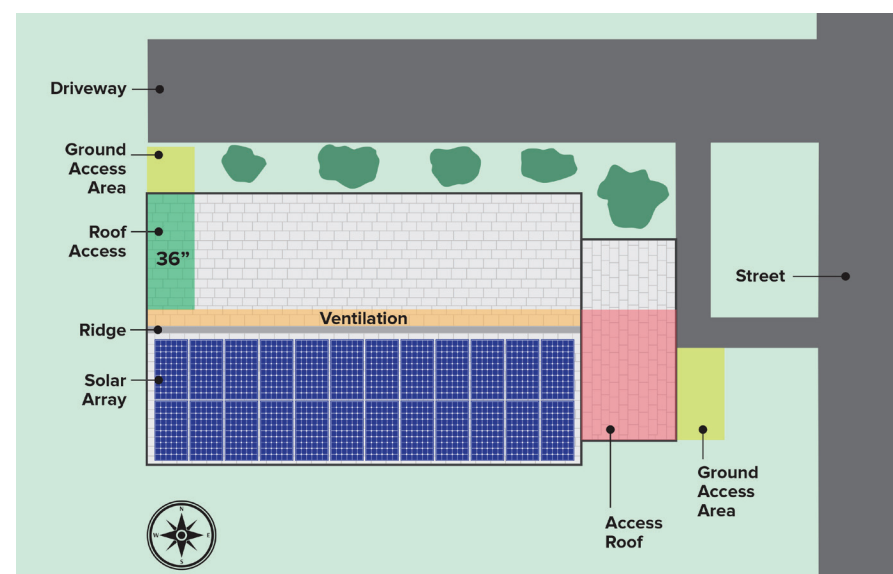 Driveway
Ground
Access
Area
Roof
Access
36”
Ventilation
Ridge
Solar
Array
Street
Ground
Access
Area
Access
Roof
N
W
E
S